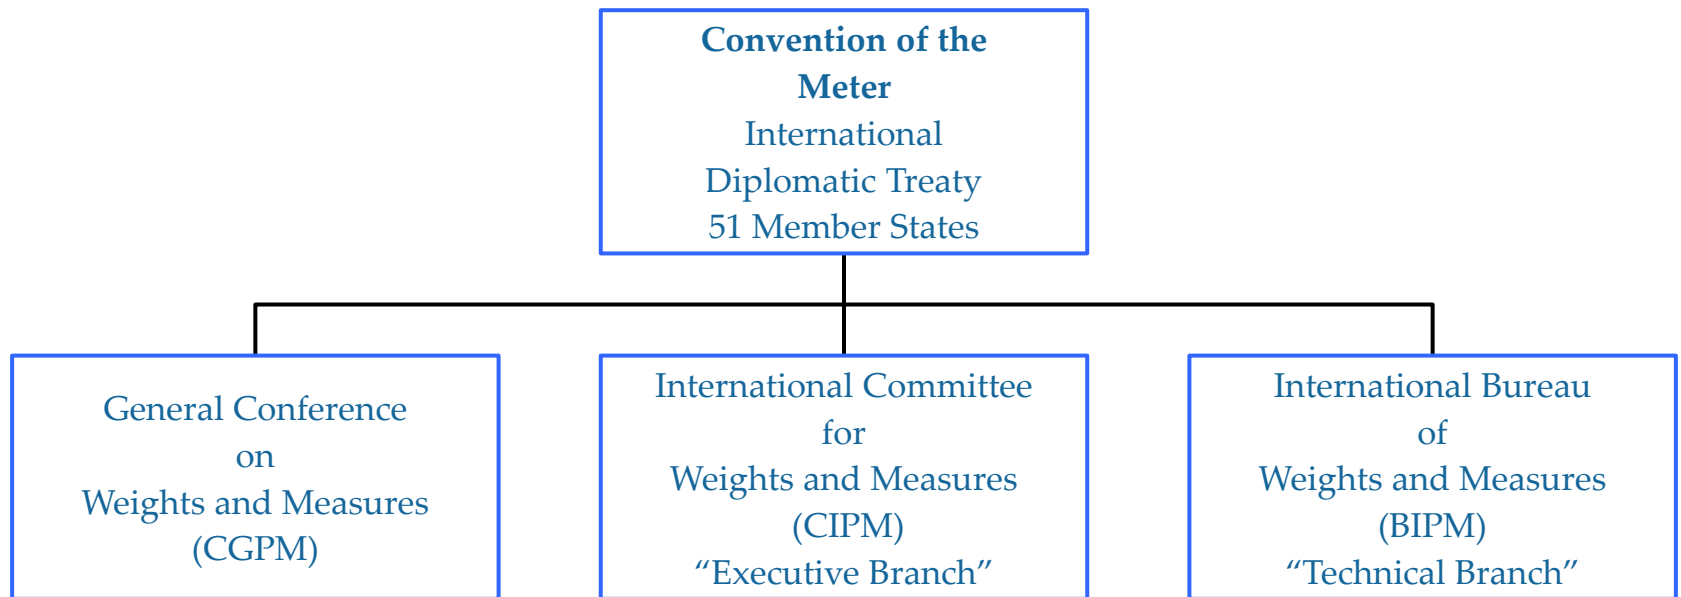 Convention of the
Meter
International
Diplomatic Treaty
51 Member States
General Conference
on
Weights and Measures
(CGPM)
International Committee
for
Weights and Measures
(CIPM)
“Executive Branch”
International Bureau
of
Weights and Measures
(BIPM)
“Technical Branch”